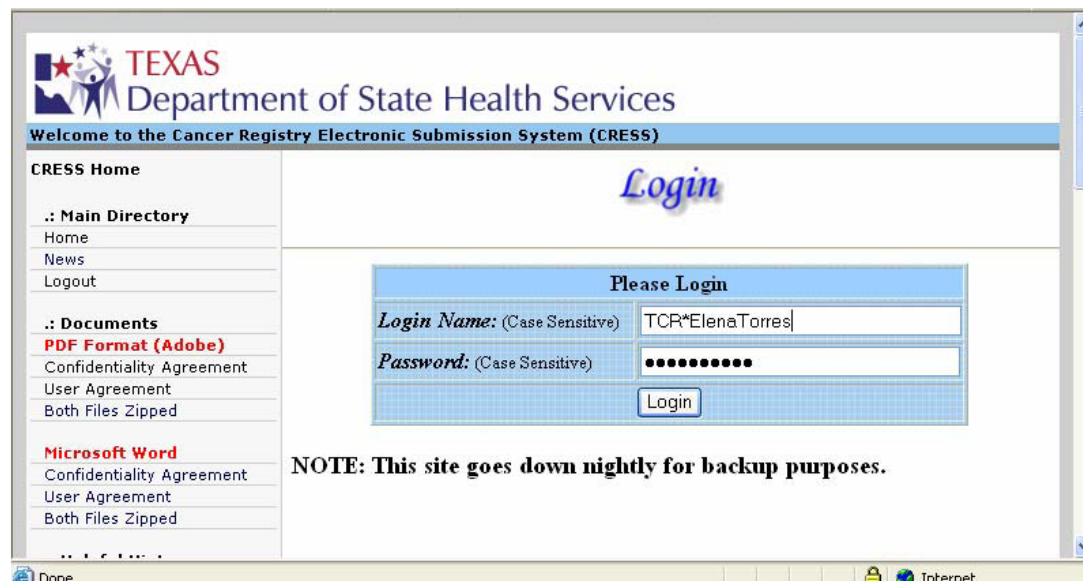 TEXAS
Department of State Health Services
Welcome to the Cancer Registry Electronic Submission System (CRESS)
CRESS Home
.: Main Directory
Home
News
Logout
.: Documents
PDF Format (Adobe)
Confidentiality Agreement
User Agreement
Both Files Zipped
Microsoft Word
Confidentiality Agreement
User Agreement
Both Files Zipped
Login
Please Login
Login Name: (Case Sensitive) TCR*ElenaTorres
Password: (Case Sensitive) ●●●●●●●●●●
Login
NOTE: This site goes down nightly for backup purposes.
Done
Internet